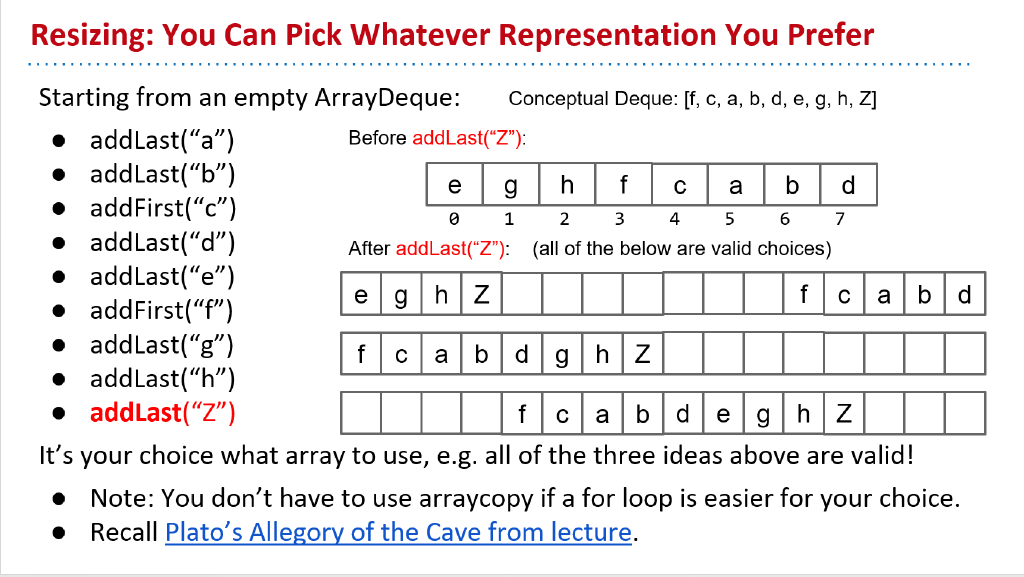 Resizing: You Can Pick Whatever Representation You Prefer
Starting from an empty ArrayDeque:
Conceptual Deque: [f, c, a, b, d, e, g, h, Z]
● addLast(“a”)
● addLast(“b”)
● addFirst(“c”)
● addLast(“d”)
● addLast(“e”)
● addFirst(“f”)
● addLast(“g”)
● addLast(“h”)
● addLast(“Z”)
Before addLast(“Z”):
e g h f c a b d
0 1 2 3 4 5 6 7
After addLast(“Z”): (all of the below are valid choices)
e g h Z f c a b d
f c a b d g h Z
f c a b d e g h Z
It’s your choice what array to use, e.g. all of the three ideas above are valid!
● Note: You don’t have to use arraycopy if a for loop is easier for your choice.
● Recall Plato’s Allegory of the Cave from lecture.